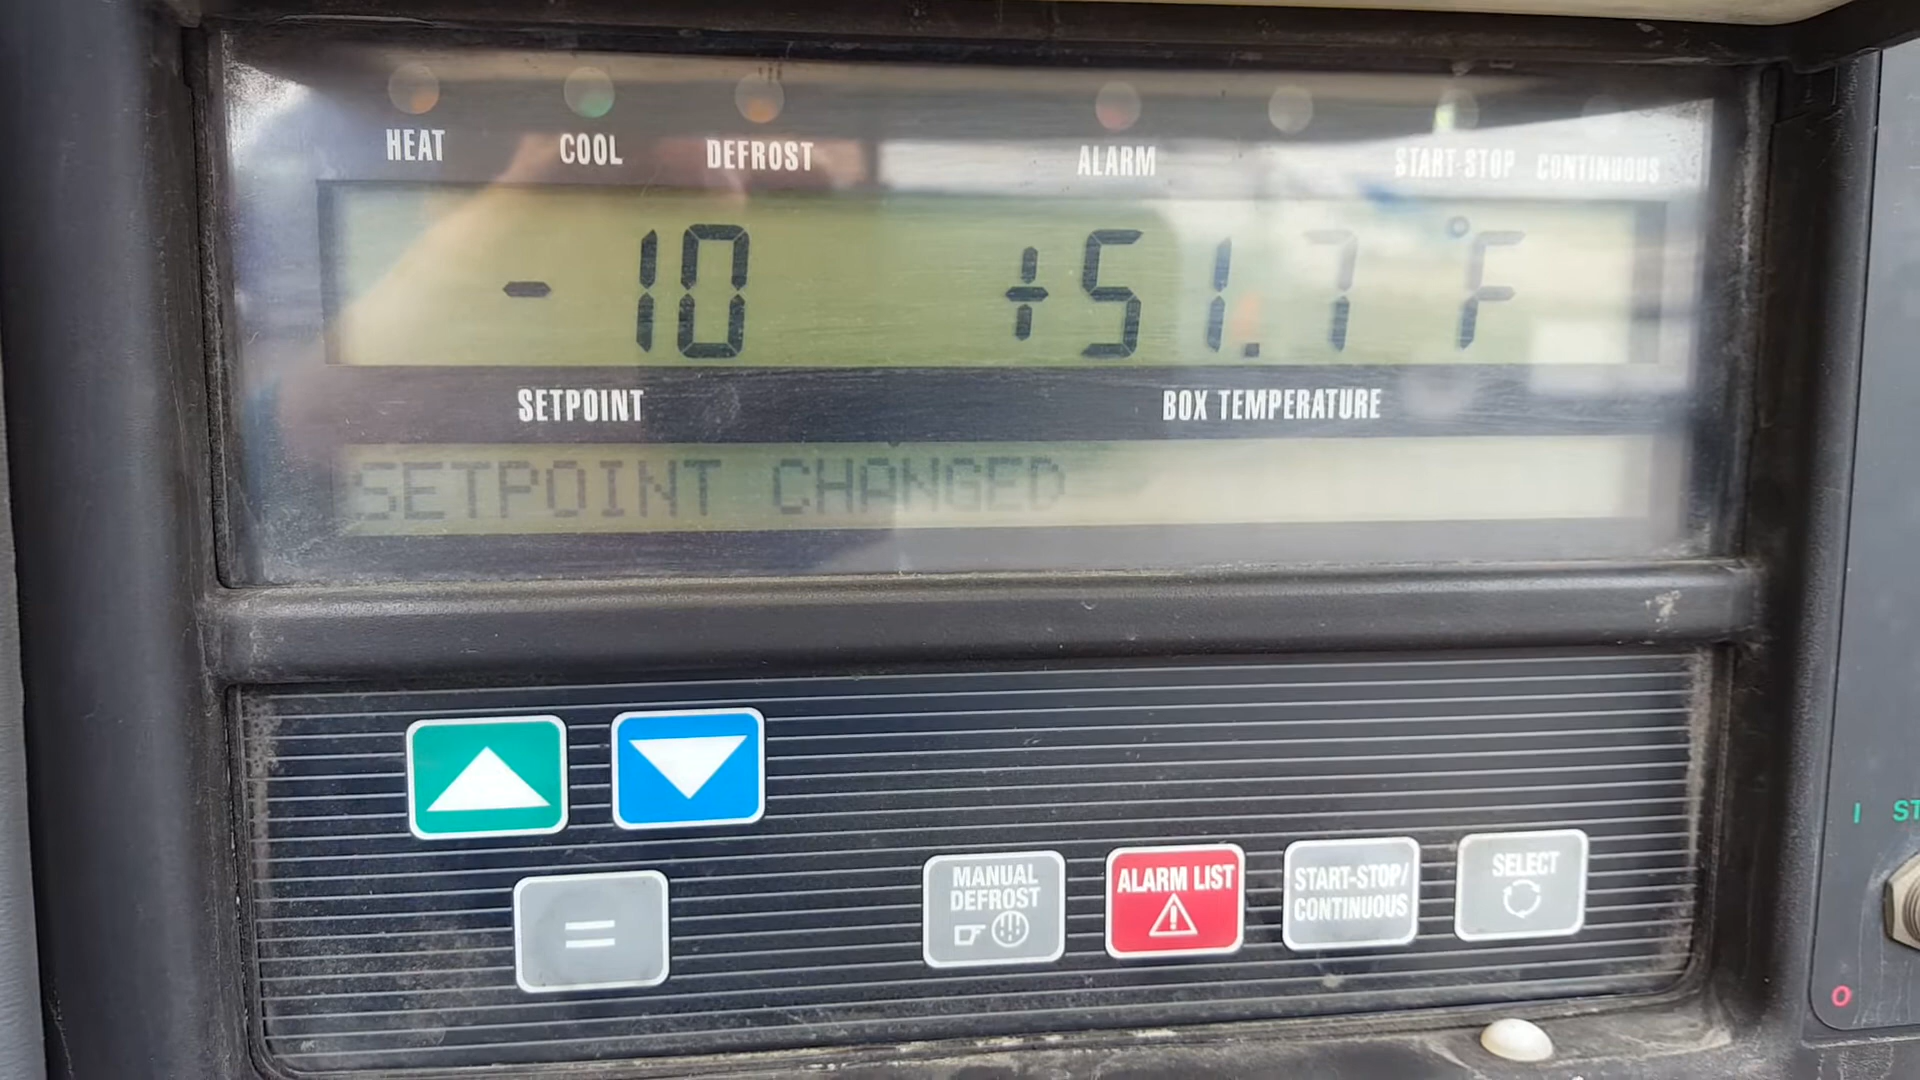 HEAT COOL DEFROST ALARM START-STOP CONTINUOUS
- 10 +51.7 °F
SETPOINT BOX TEMPERATURE
SETPOINT CHANGED
I ST
MANUAL DEFROST
ALARM LIST
START-STOP/
CONTINUOUS
SELECT
=
O